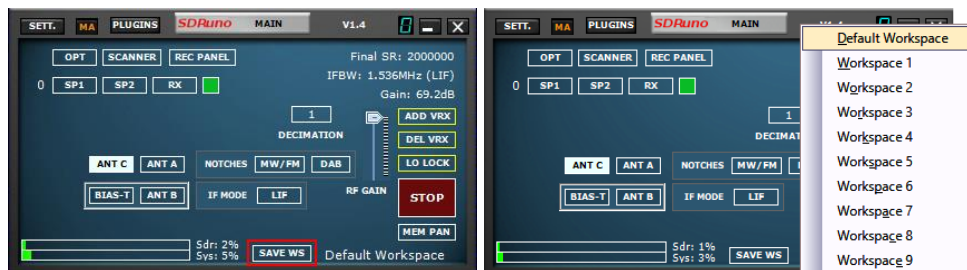 SETT. MA PLUGINS SDRuno MAIN V1.4 0
OPT SCANNER REC PANEL Final SR: 2000000
IFBW: 1.536MHz (LIF)
0 SP1 SP2 RX Gain: 69.2dB
1 ADD VRX
DECIMATION DEL VRX
ANT C ANT A NOTCHES MW/FM DAB LO LOCK
BIAS-T ANT B IF MODE LIF RF GAIN STOP
MEM PAN
Sdr: 2%
Sys: 5% SAVE WS Default Workspace
SETT. MA PLUGINS SDRuno MAIN
OPT SCANNER REC PANEL
0 SP1 SP2 RX
1
DECIMAT
ANT C ANT A NOTCHES MW/FM
BIAS-T ANT B IF MODE LIF
Sdr: 1%
Sys: 3% SAVE WS
Default Workspace
Workspace 1
Workspace 2
Workspace 3
Workspace 4
Workspace 5
Workspace 6
Workspace 7
Workspace 8
Workspace 9